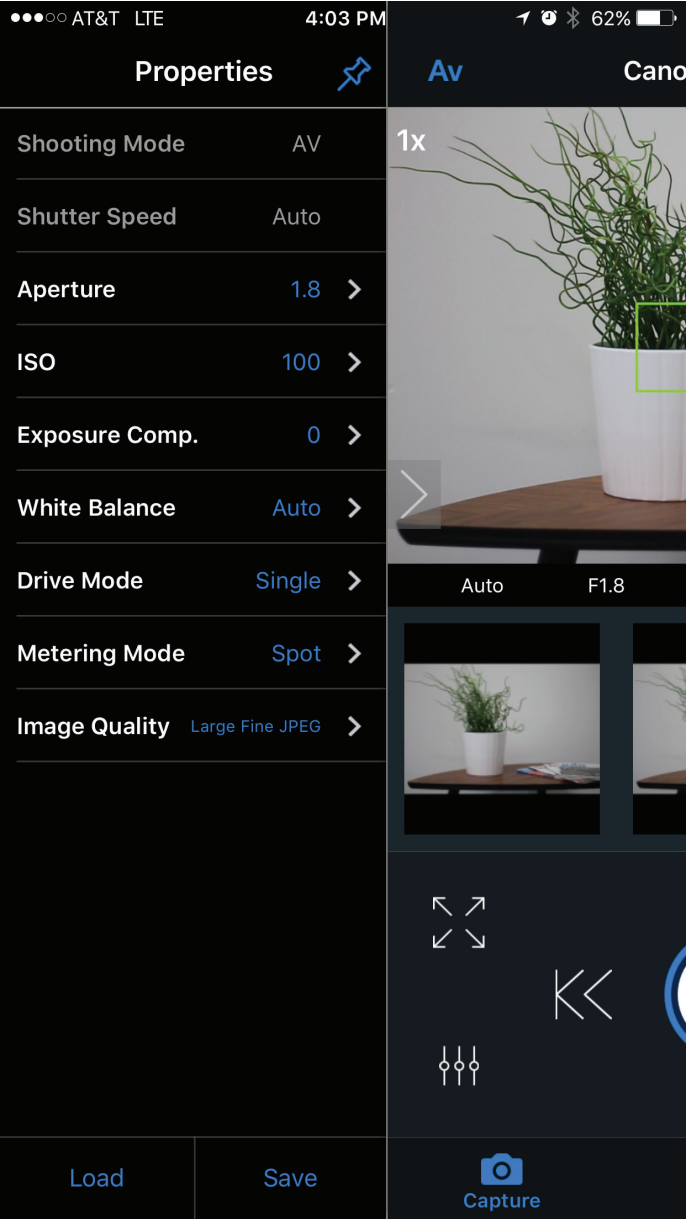 AT&T LTE 4:03 PM 62%
Properties
Av
Cano
Shooting Mode AV
Shutter Speed Auto
Aperture 1.8
ISO 100
Exposure Comp. 0
White Balance Auto
Drive Mode Single
Metering Mode Spot
Image Quality Large Fine JPEG
Load
Save
1x
Auto F1.8
Capture